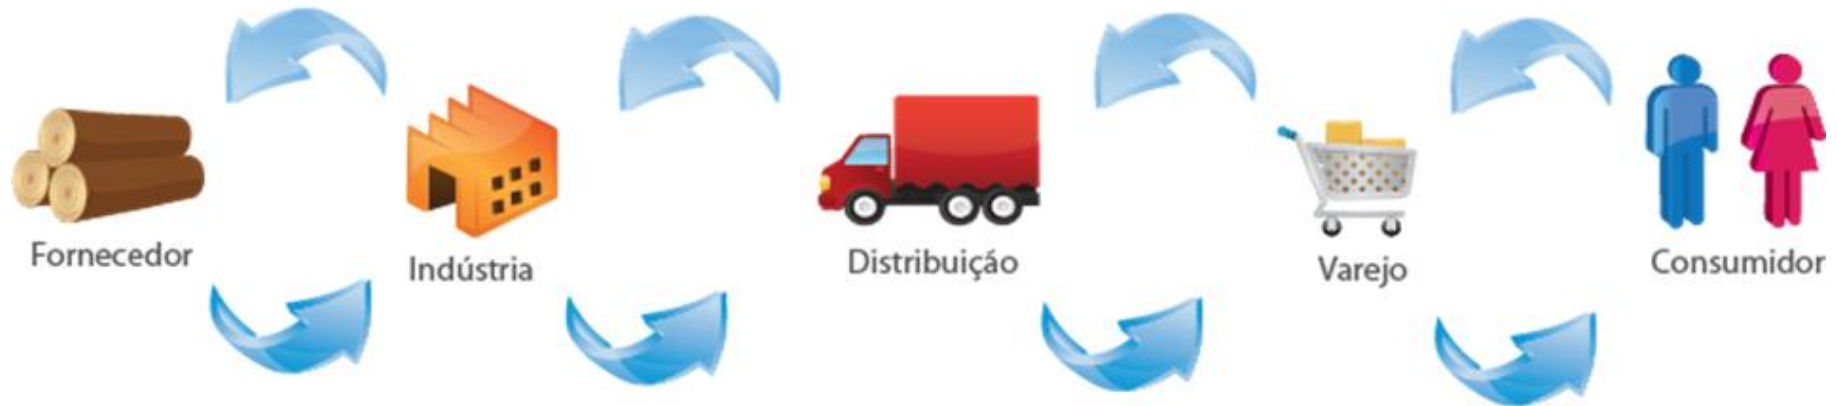 Fornecedor
Indústria
Distribuição
Varejo
Consumidor